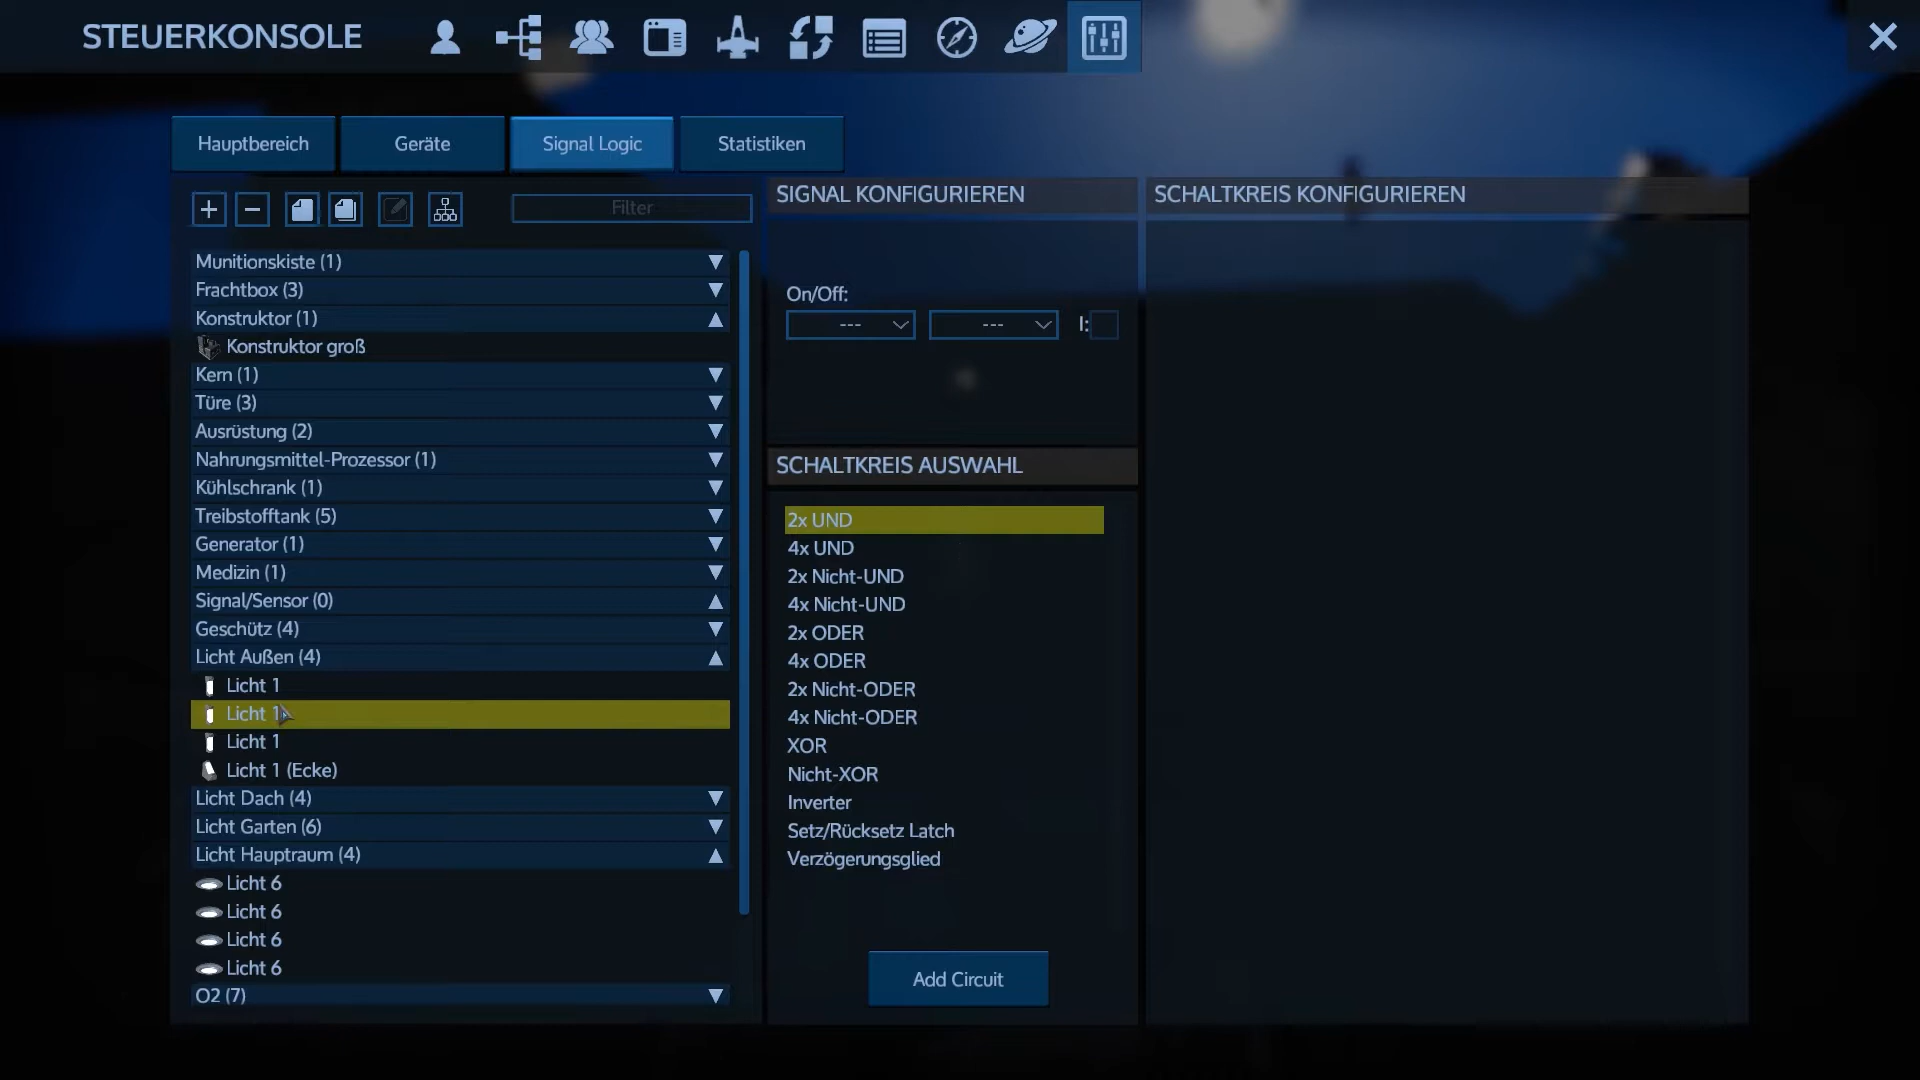 STEUERKONSOLE
Hauptbereich
Geräte
Signal Logic
Statistiken
Filter
Munitionskiste (1)
Frachtbox (3)
Konstruktor (1)
Konstruktor groß
Kern (1)
Türe (3)
Ausrüstung (2)
Nahrungsmittel-Prozessor (1)
Kühlschrank (1)
Treibstofftank (5)
Generator (1)
Medizin (1)
Signal/Sensor (0)
Geschütz (4)
Licht Außen (4)
Licht 1
Licht 1
Licht 1
Licht 1 (Ecke)
Licht Dach (4)
Licht Garten (6)
Licht Hauptraum (4)
Licht 6
Licht 6
Licht 6
Licht 6
O2 (7)
SIGNAL KONFIGURIEREN
On/Off:
--- --- I:
SCHALTKREIS AUSWAHL
2x UND
4x UND
2x Nicht-UND
4x Nicht-UND
2x ODER
4x ODER
2x Nicht-ODER
4x Nicht-ODER
XOR
Nicht-XOR
Inverter
Setz/Rücksetz Latch
Verzögerungsglied
Add Circuit
SCHALTKREIS KONFIGURIEREN